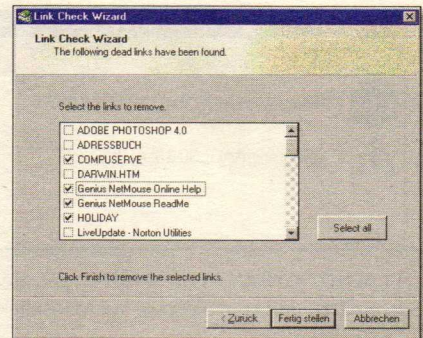 Link Check Wizard
Link Check Wizard
The following dead links have been found.
Select the links to remove.
ADOBE PHOTOSHOP 4.0
ADRESSBUCH
COMPUSERVE
DARWIN.HTM
Genius NetMouse Online Help
Genius NetMouse ReadMe
HOLIDAY
LiveUpdate - Norton Utilities
Select all
Click Finish to remove the selected links.
< Zurück
Fertig stellen
Abbrechen